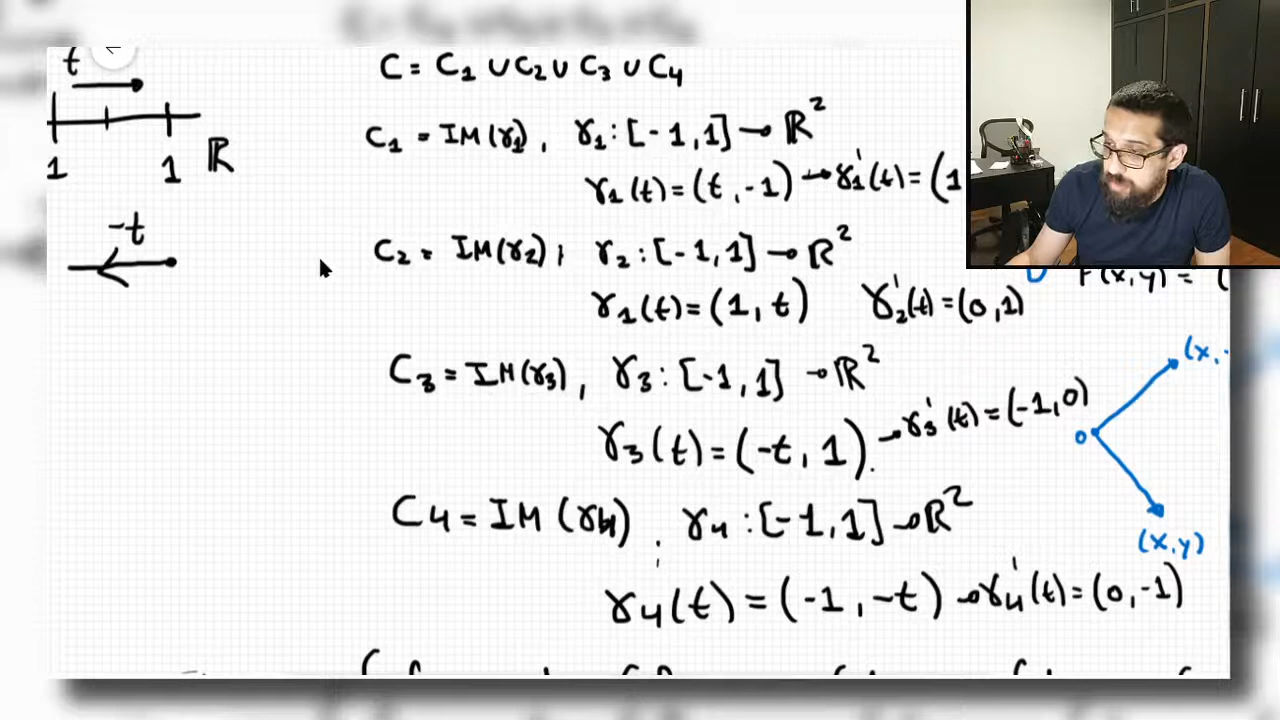 t
1 1 ℝ
-t
C = C₁ ∪ C₂ ∪ C₃ ∪ C₄
C₁ = IM(γ₁), γ₁ : [-1,1] → ℝ²
γ₁(t) = (t, -1) → γ₁'(t) = (1
C₂ = IM(γ₂); γ₂ : [-1,1] → ℝ²
γ₁(t) = (1, t) γ₂'(t) = (0,1)
F(x,y) = (
C₃ = IM(γ₃), γ₃ : [-1,1] → ℝ²
(x,
γ₃(t) = (-t, 1). → γ₃'(t) = (-1,0)
0
C₄ = IM(γ₄), γ₄ : [-1,1] → ℝ²
(x,y)
γ₄(t) = (-1, -t) → γ₄'(t) = (0,-1)